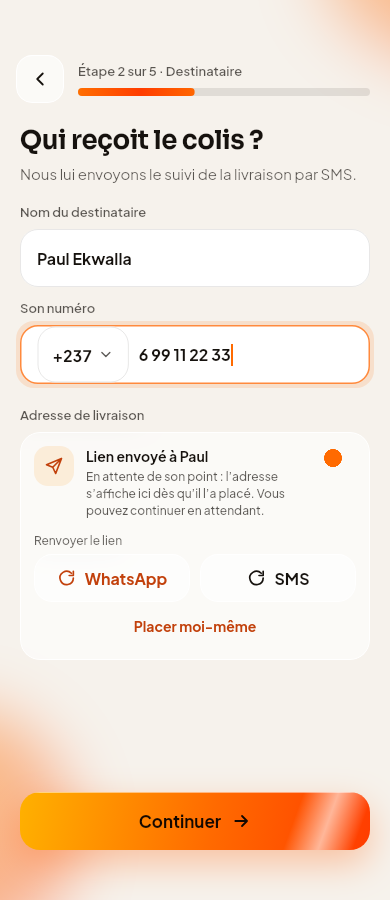 Étape 2 sur 5 · Destinataire
Qui reçoit le colis ?
Nous lui envoyons le suivi de la livraison par SMS.
Nom du destinataire
Paul Ekwalla
Son numéro
+237 6 99 11 22 33
Adresse de livraison
Lien envoyé à Paul
En attente de son point : l'adresse
s'affiche ici dès qu'il l'a placé. Vous
pouvez continuer en attendant.
Renvoyer le lien
WhatsApp SMS
Placer moi-même
Continuer